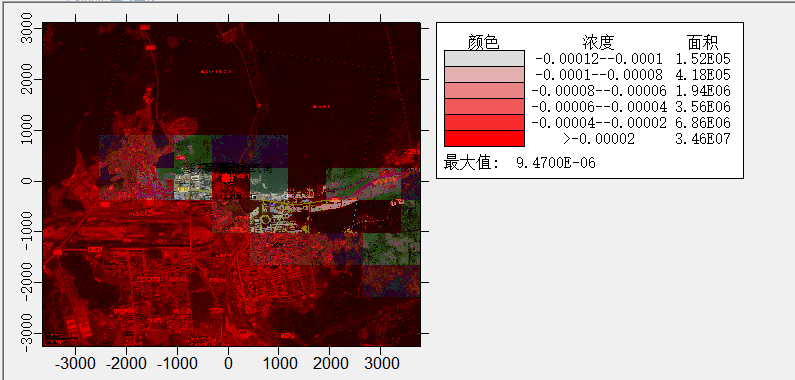 3000
2000
1000
0
-1000
-2000
-3000
-3000 -2000 -1000 0 1000 2000 3000
颜色 浓度 面积
-0.00012--0.0001 1.52E05
-0.0001--0.00008 4.18E05
-0.00008--0.00006 1.94E06
-0.00006--0.00004 3.56E06
-0.00004--0.00002 6.86E06
>-0.00002 3.46E07
最大值: 9.4700E-06